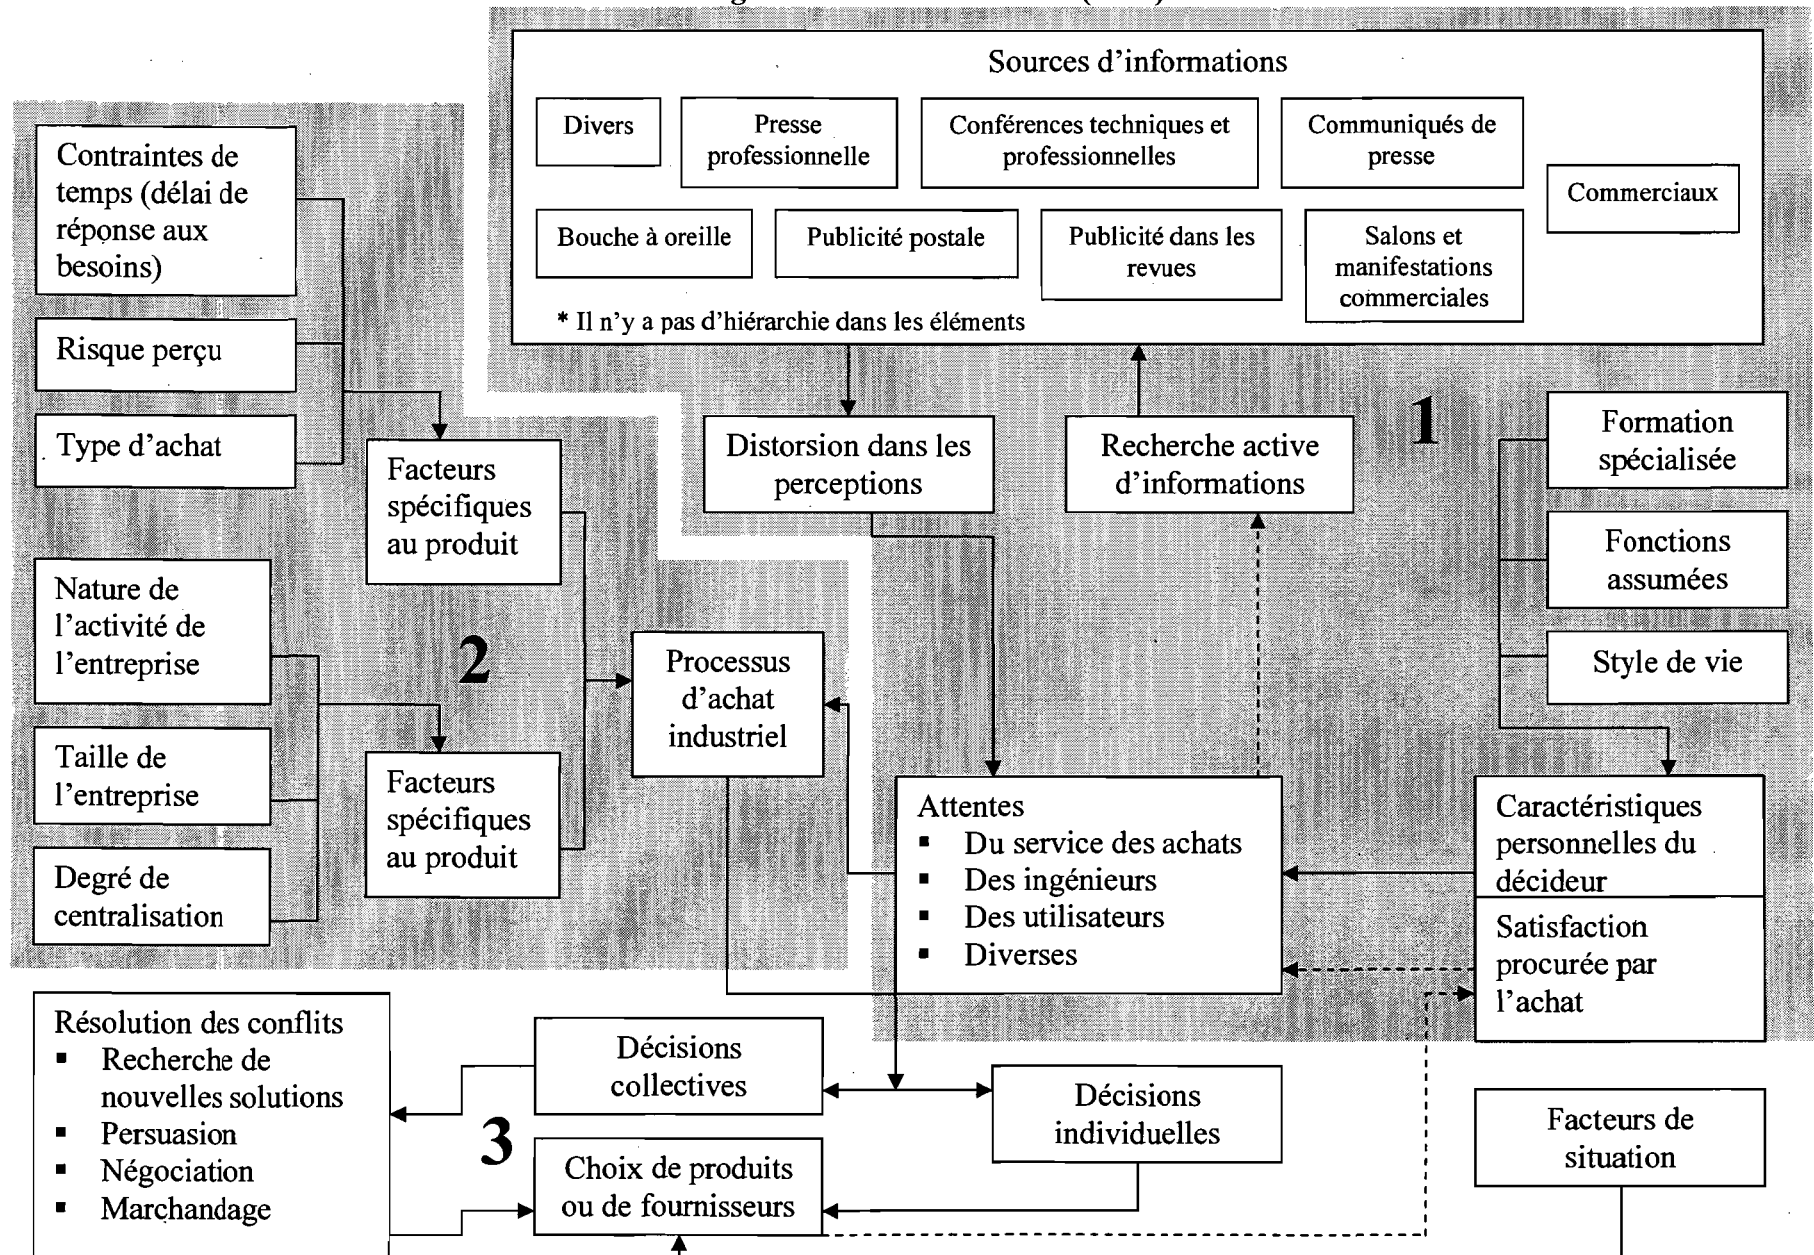 Sources d'informations
Divers
Presse
professionnelle
Conférences techniques et
professionnelles
Communiqués de
presse
Commerciaux
Bouche à oreille
Publicité postale
Publicité dans les
revues
Salons et
manifestations
commerciales
* Il n'y a pas d'hiérarchie dans les éléments
Contraintes de
temps (délai de
réponse aux
besoins)
Risque perçu
Type d'achat
Facteurs
spécifiques
au produit
Distorsion dans les
perceptions
Recherche active
d'informations
1
Formation
spécialisée
Fonctions
assumées
Style de vie
Nature de
l'activité de
l'entreprise
Taille de
l'entreprise
Degré de
centralisation
2
Facteurs
spécifiques
au produit
Processus
d'achat
industriel
Attentes
▪ Du service des achats
▪ Des ingénieurs
▪ Des utilisateurs
▪ Diverses
Caractéristiques
personnelles du
décideur
Satisfaction
procurée par
l'achat
Résolution des conflits
▪ Recherche de
nouvelles solutions
▪ Persuasion
▪ Négociation
▪ Marchandage
3
Décisions
collectives
Décisions
individuelles
Choix de produits
ou de fournisseurs
Facteurs de
situation